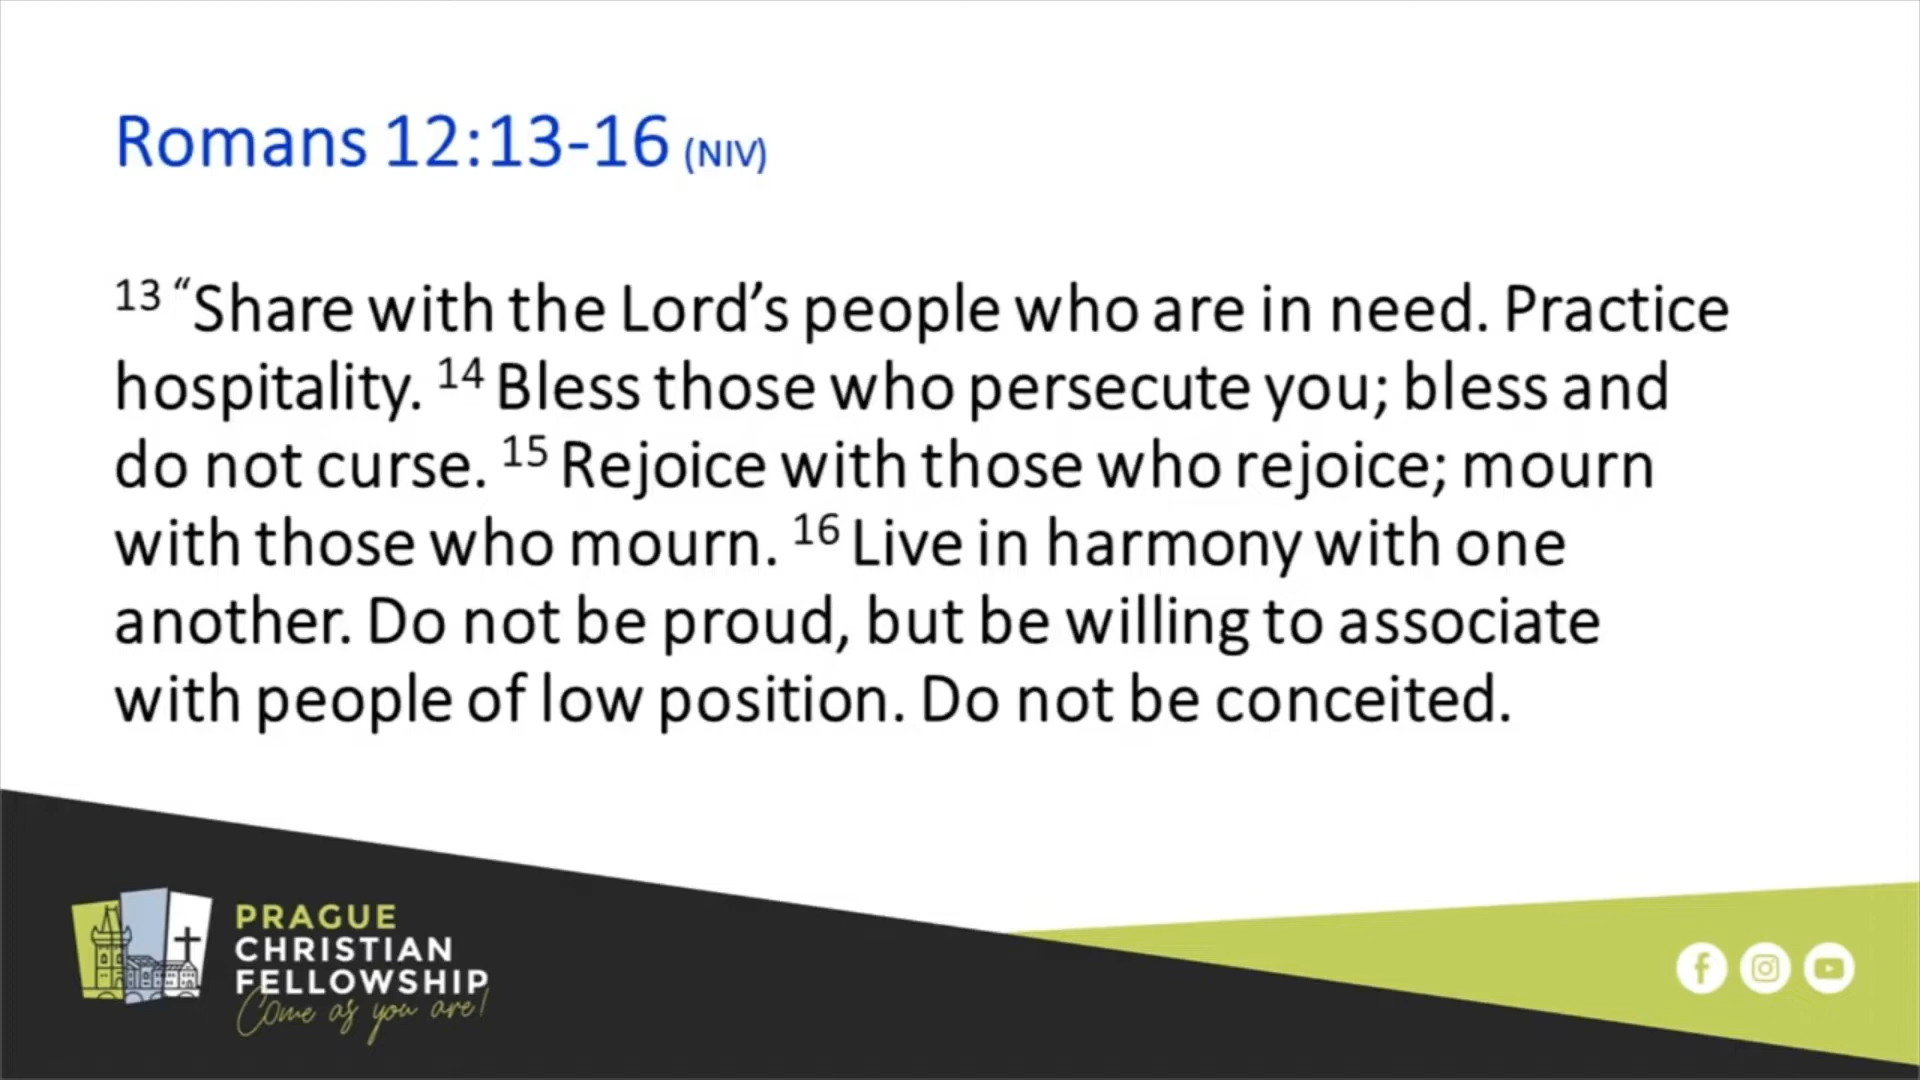 Romans 12:13-16 (NIV)
13 “Share with the Lord’s people who are in need. Practice
hospitality. 14 Bless those who persecute you; bless and
do not curse. 15 Rejoice with those who rejoice; mourn
with those who mourn. 16 Live in harmony with one
another. Do not be proud, but be willing to associate
with people of low position. Do not be conceited.
PRAGUE
CHRISTIAN
FELLOWSHIP
Come as you are!